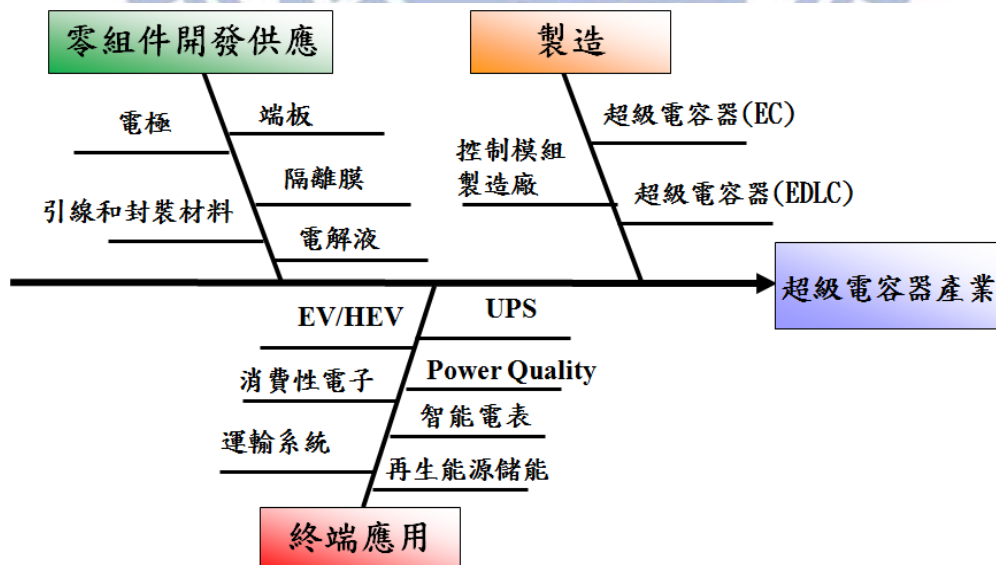 零組件開發供應
製造
電極
端板
隔離膜
引線和封裝材料
電解液
超級電容器(EC)
控制模組
製造廠
超級電容器(EDLC)
超級電容器產業
EV/HEV
UPS
消費性電子
Power Quality
智能電表
運輸系統
再生能源儲能
終端應用